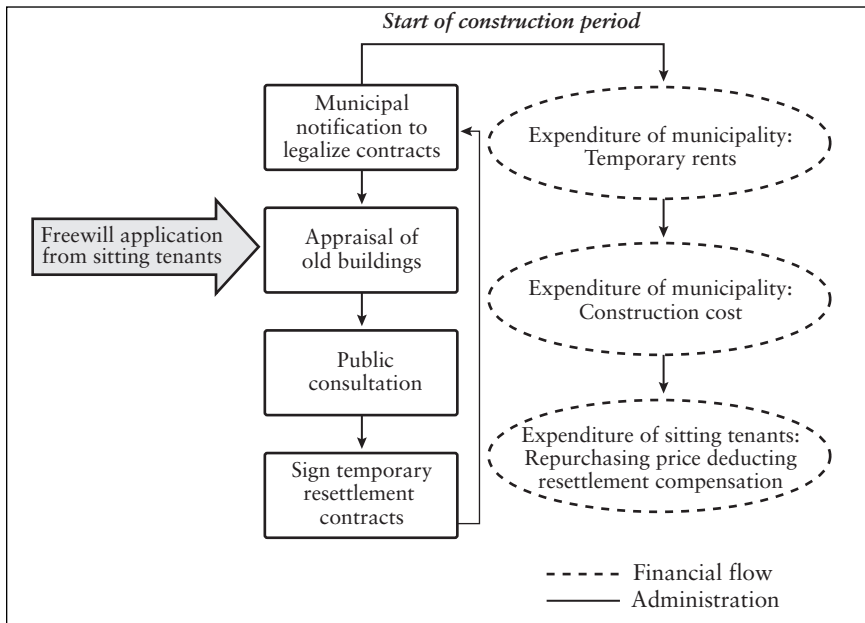 Start of construction period
Municipal
notification to
legalize contracts
Freewill application
from sitting tenants
Appraisal of
old buildings
Public
consultation
Sign temporary
resettlement
contracts
Expenditure of municipality:
Temporary rents
Expenditure of municipality:
Construction cost
Expenditure of sitting tenants:
Repurchasing price deducting
resettlement compensation
Financial flow
Administration